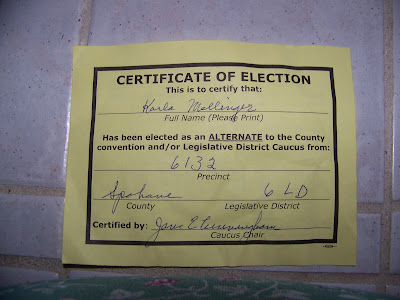 CERTIFICATE OF ELECTION
This is to certify that:
Karla Mellinger
Full Name (Please Print)
Has been elected as an ALTERNATE to the County
convention and/or Legislative District Caucus from:
6132
Precinct
Spokane 6 LD
County Legislative District
Certified by: E Cunningham
Caucus Chair